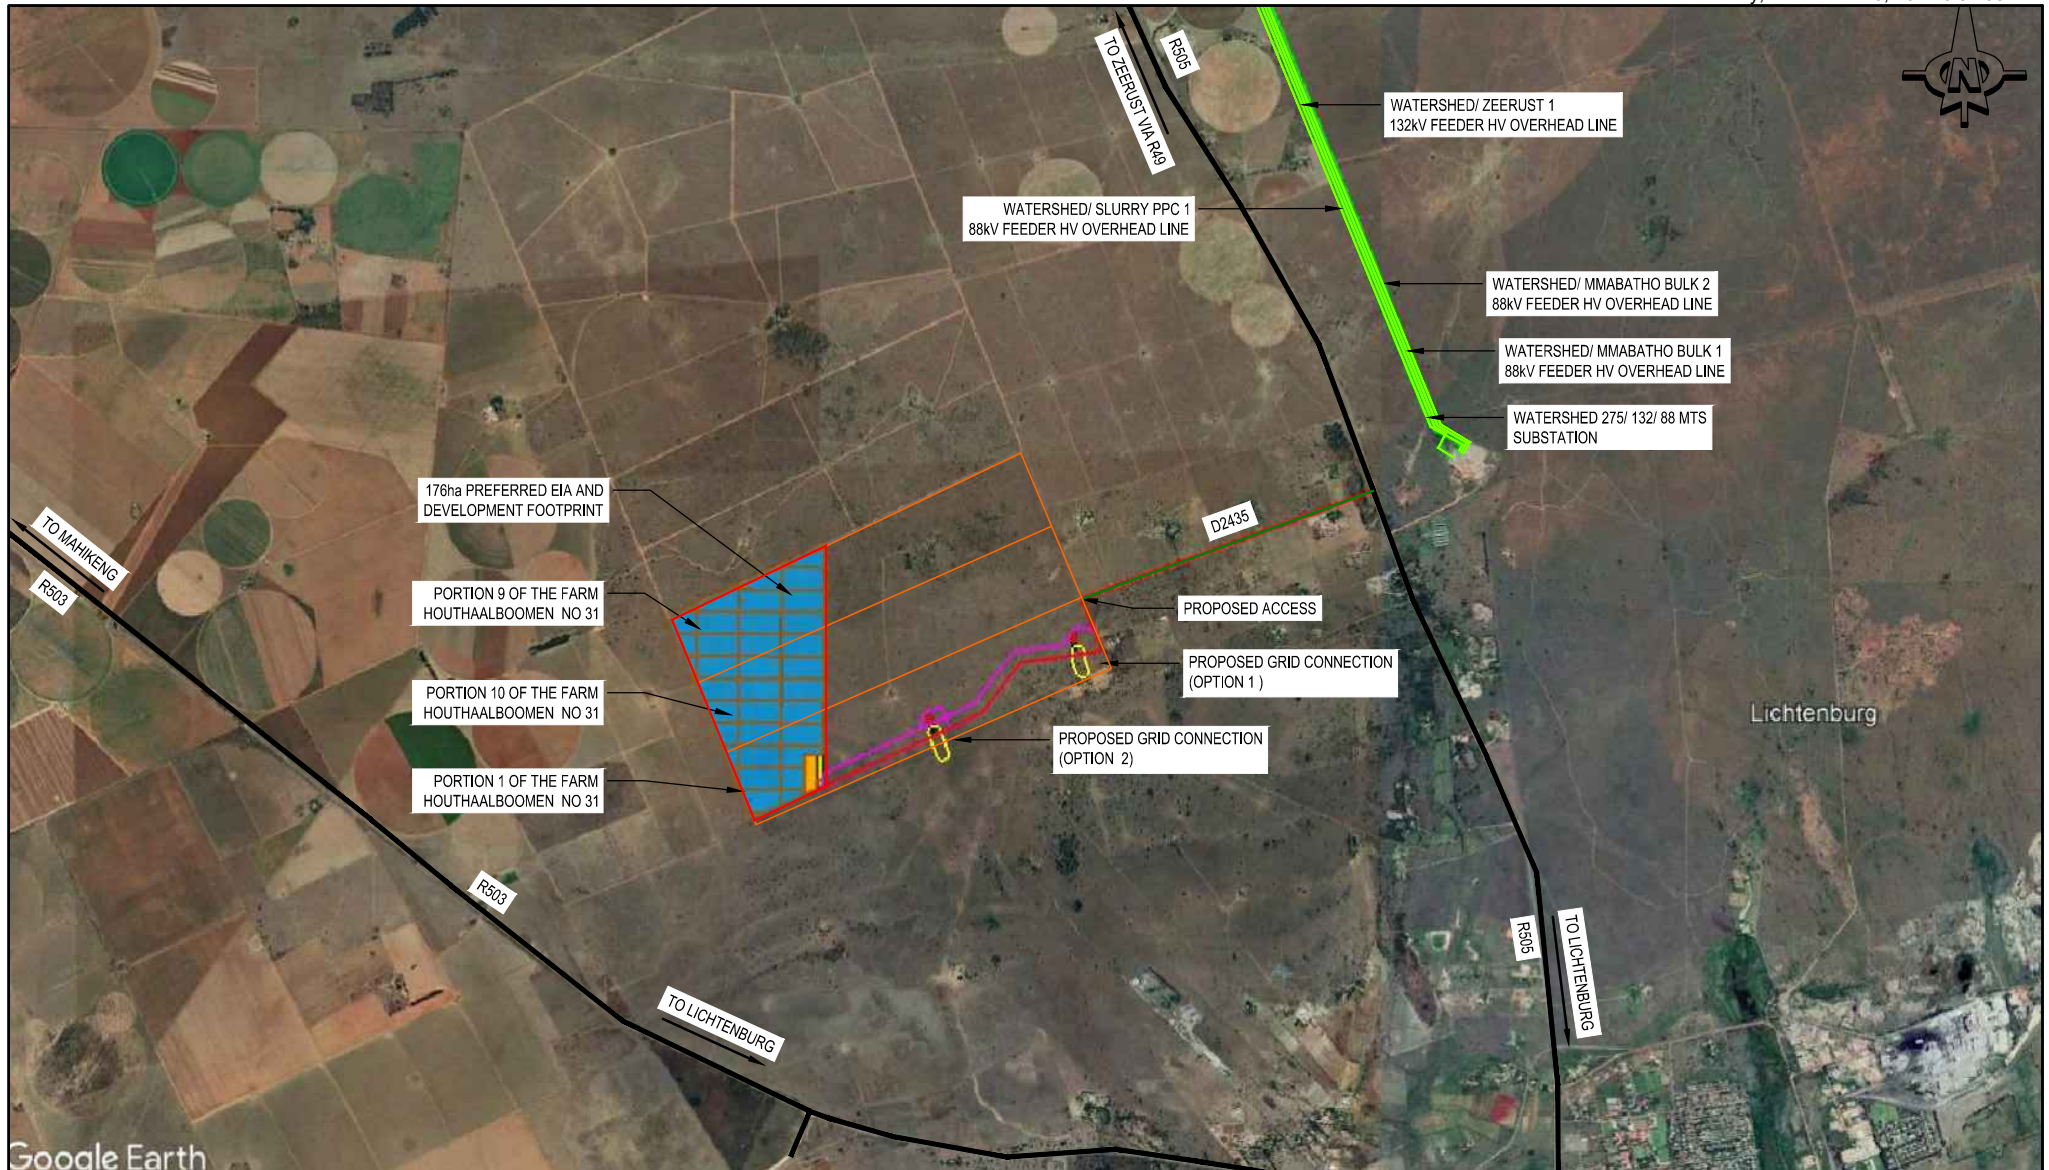 N
R505
TO ZEERUST VIA R49
WATERSHED/ ZEERUST 1
132kV FEEDER HV OVERHEAD LINE
WATERSHED/ SLURRY PPC 1
88kV FEEDER HV OVERHEAD LINE
WATERSHED/ MMABATHO BULK 2
88kV FEEDER HV OVERHEAD LINE
WATERSHED/ MMABATHO BULK 1
88kV FEEDER HV OVERHEAD LINE
WATERSHED 275/ 132/ 88 MTS
SUBSTATION
176ha PREFERRED EIA AND
DEVELOPMENT FOOTPRINT
D2435
TO MAHIKENG
R503
PORTION 9 OF THE FARM
HOUTHAALBOOMEN NO 31
PROPOSED ACCESS
PROPOSED GRID CONNECTION
(OPTION 1 )
PORTION 10 OF THE FARM
HOUTHAALBOOMEN NO 31
Lichtenburg
PROPOSED GRID CONNECTION
(OPTION 2)
PORTION 1 OF THE FARM
HOUTHAALBOOMEN NO 31
R503
R505
TO LICHTENBURG
TO LICHTENBURG
Google Earth